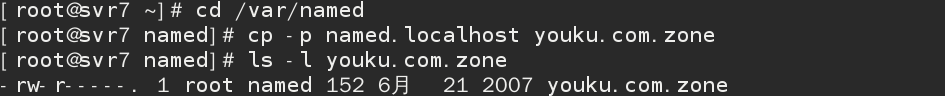 [root@svr7 ~]# cd /var/named
[root@svr7 named]# cp -p named.localhost youku.com.zone
[root@svr7 named]# ls -l youku.com.zone
-rw-r-----. 1 root named 152 6月  21 2007 youku.com.zone